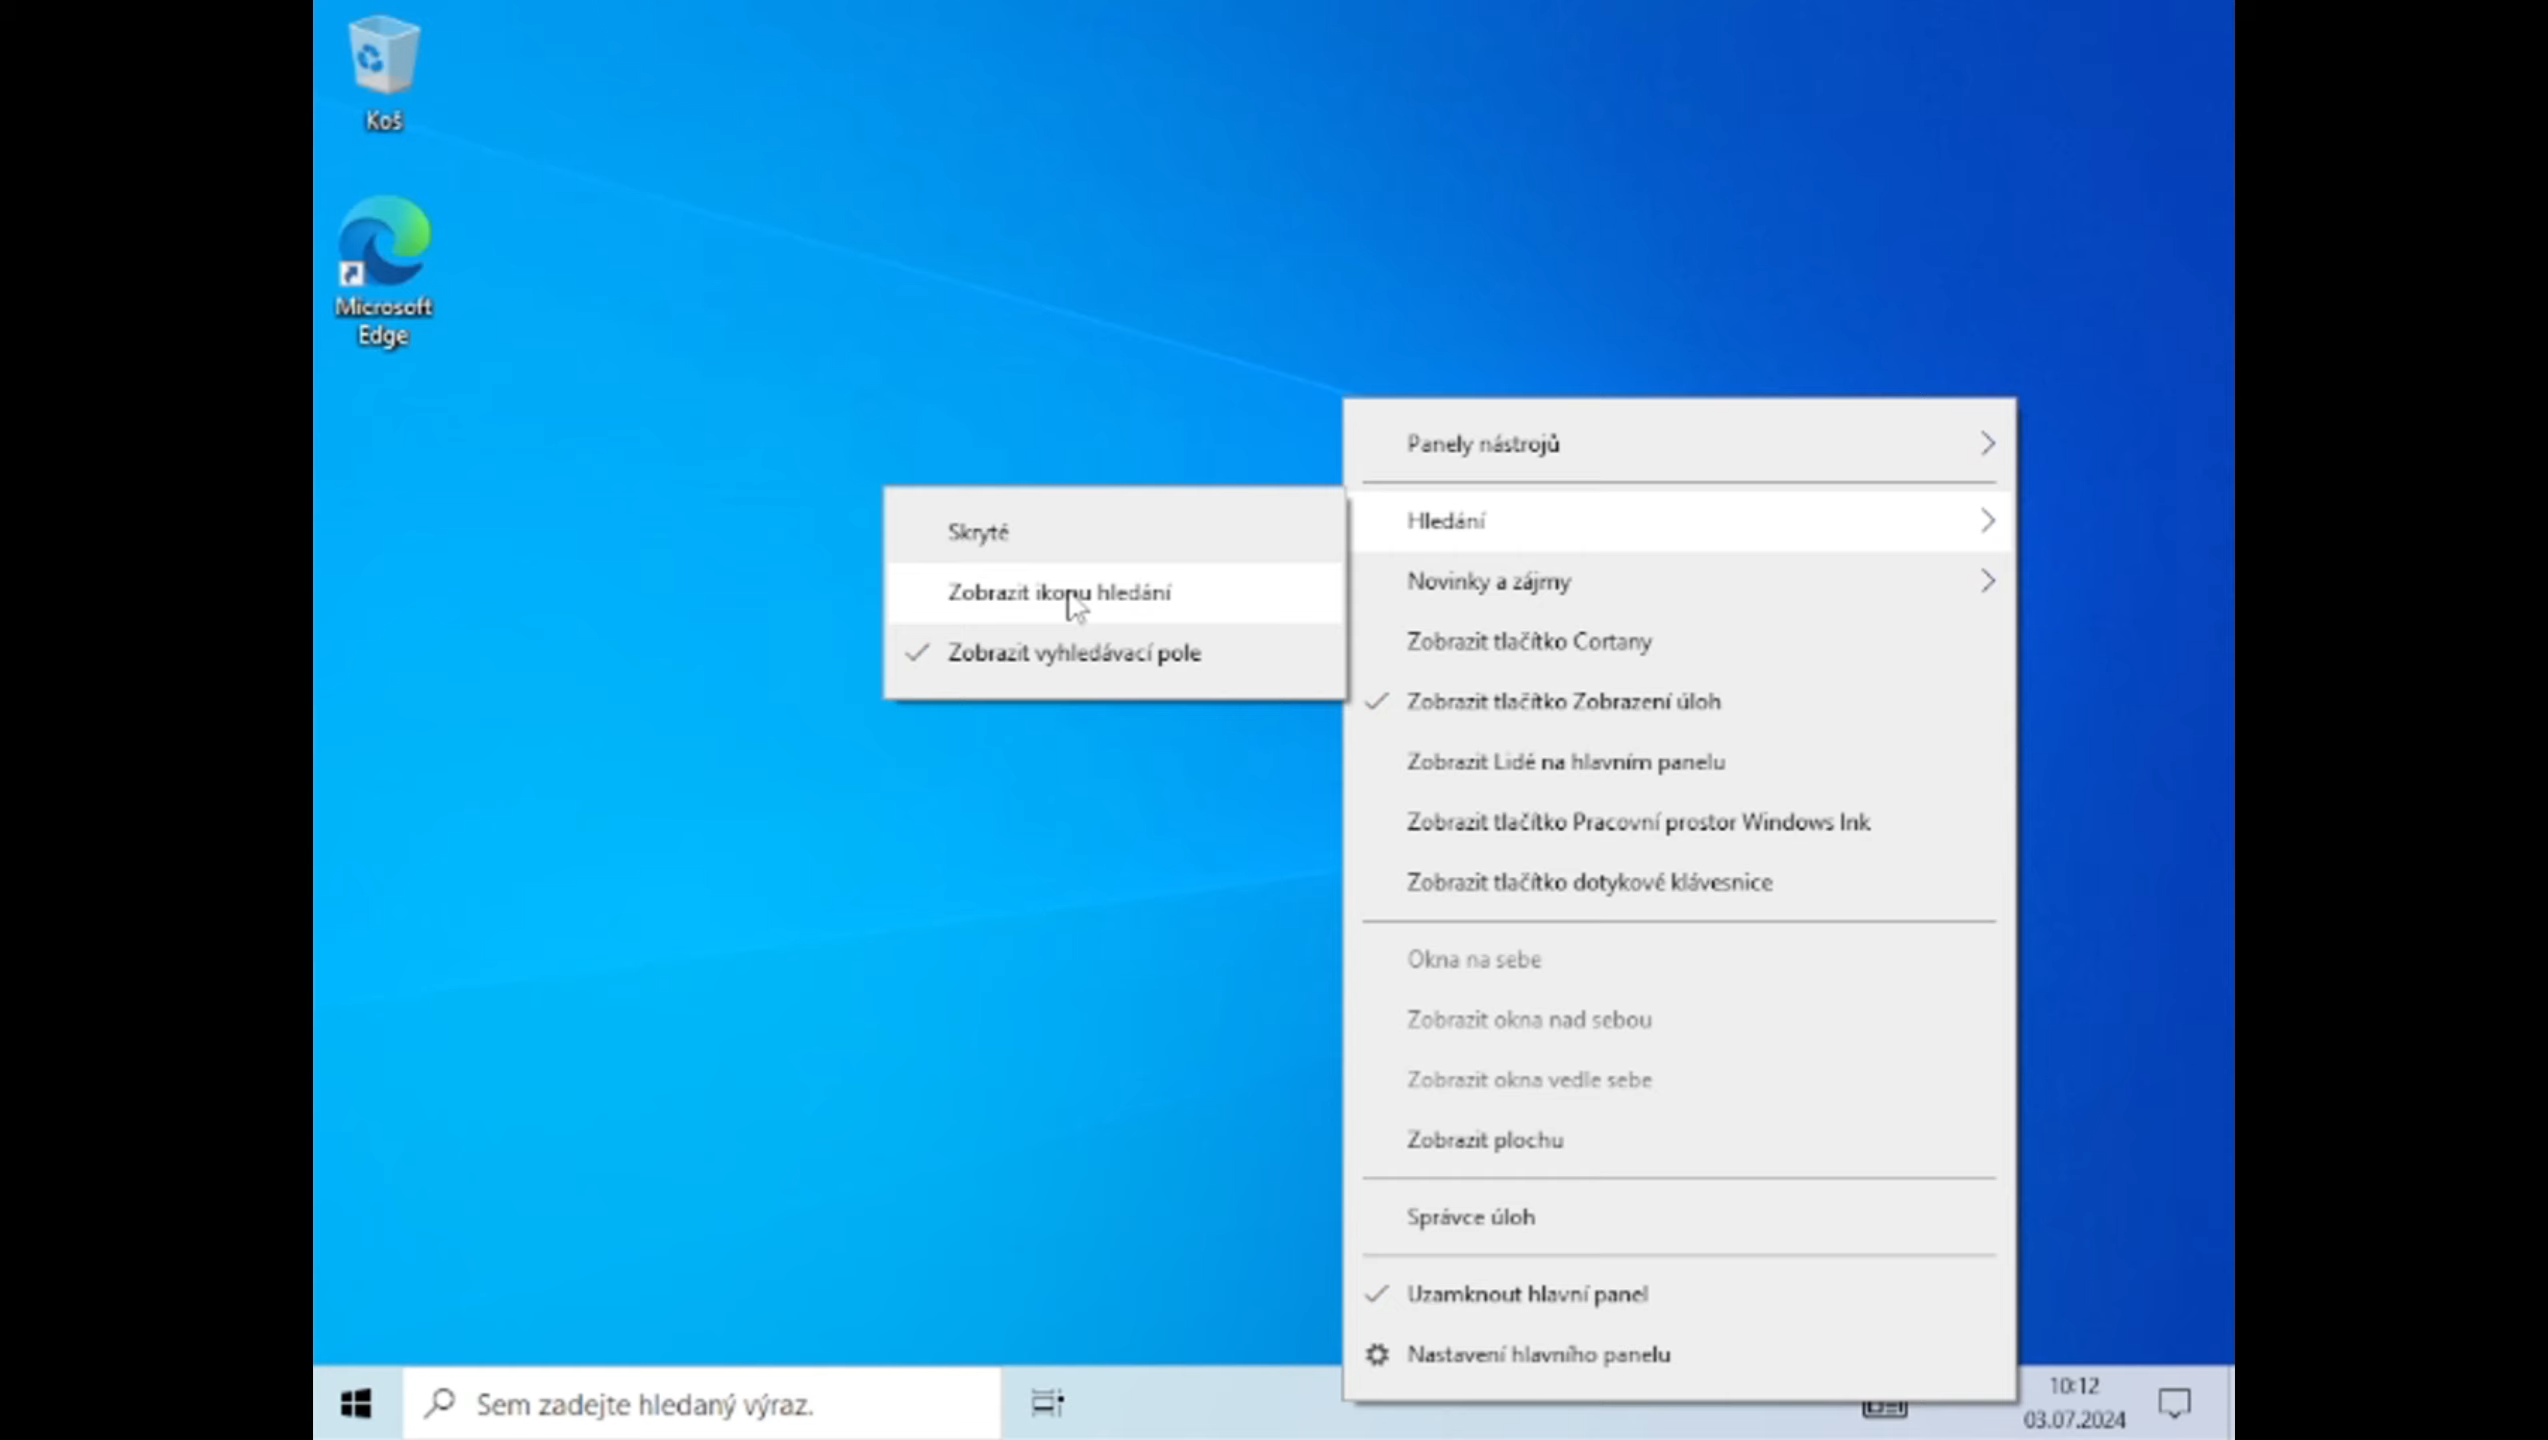 Koš
Microsoft
Edge
Panely nástrojů
Hledání
Novinky a zájmy
Zobrazit tlačítko Cortany
Zobrazit tlačítko Zobrazení úloh
Zobrazit Lidé na hlavním panelu
Zobrazit tlačítko Pracovní prostor Windows Ink
Zobrazit tlačítko dotykové klávesnice
Okna na sebe
Zobrazit okna nad sebou
Zobrazit okna vedle sebe
Zobrazit plochu
Správce úloh
Uzamknout hlavní panel
Nastavení hlavního panelu
Skryté
Zobrazit ikonu hledání
Zobrazit vyhledávací pole
Sem zadejte hledaný výraz.
10:12
03.07.2024